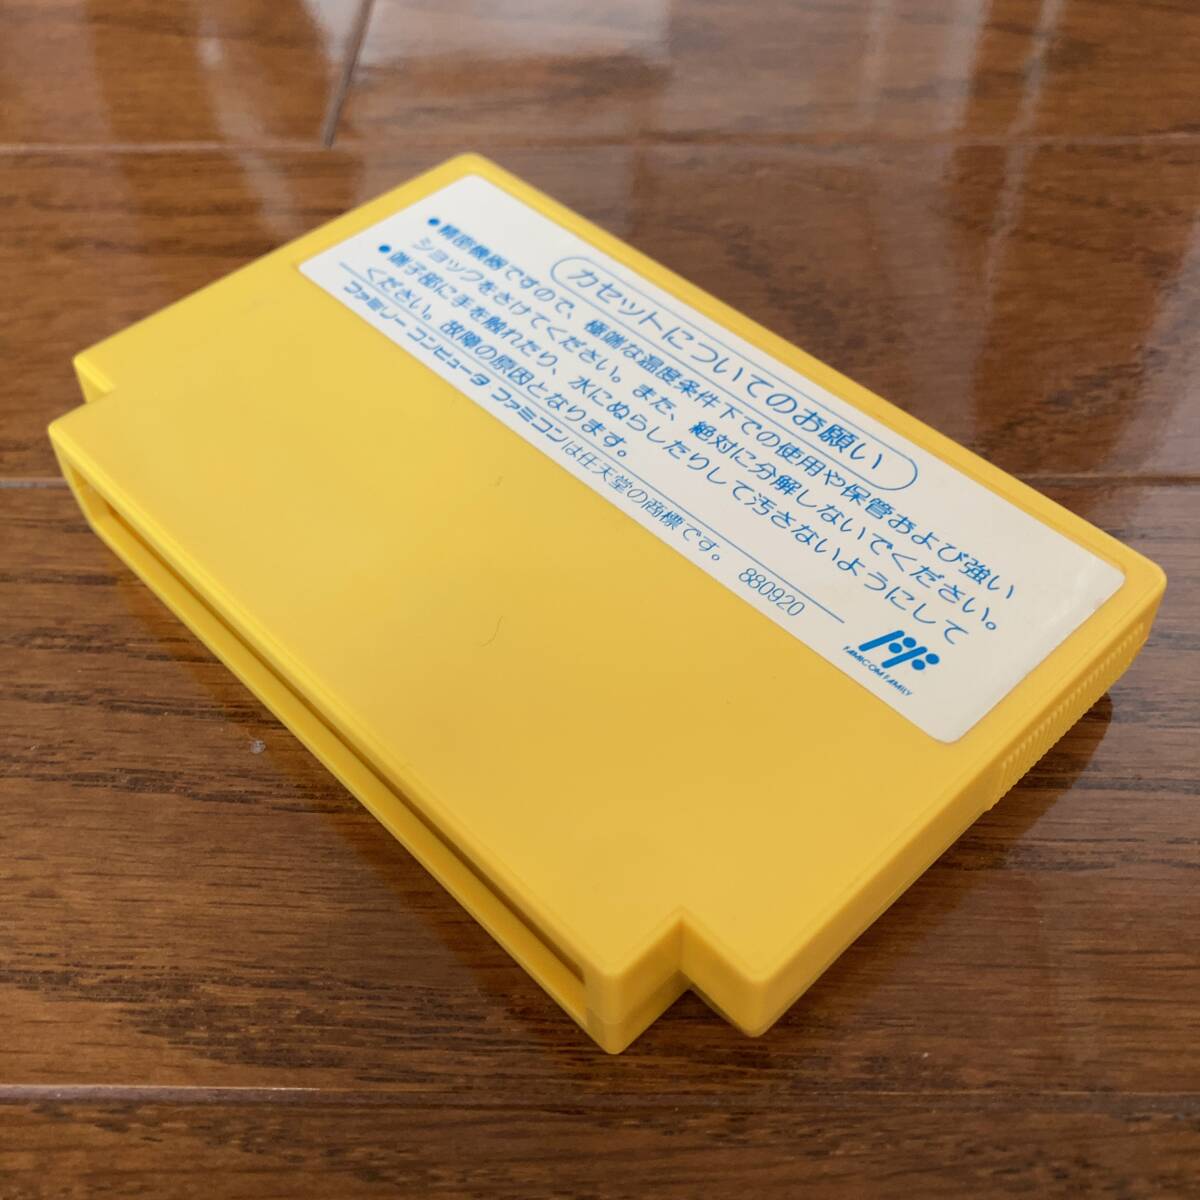 カセットについてのお願い
●精密機器ですので、極端な温度条件下での使用や保管および強い
ショックをさけてください。また、絶対に分解しないでください。
●端子部に手を触れたり、水にぬらしたりして汚さないようにして
ください。故障の原因となります。
ファミリーコンピュータ ファミコンは任天堂の商標です。 880920
FAMICOM FAMILY